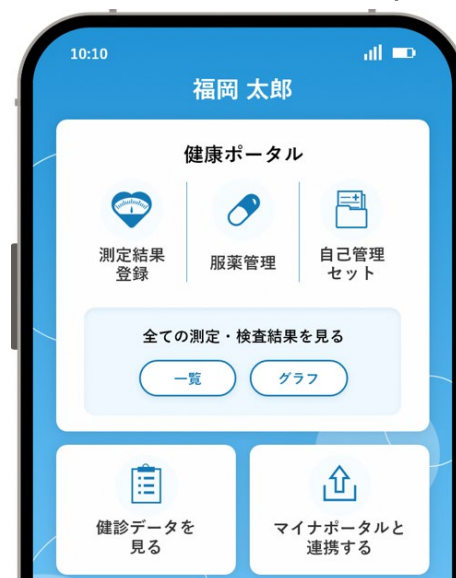 10:10
福岡 太郎
健康ポータル
測定結果
登録
服薬管理
自己管理
セット
全ての測定・検査結果を見る
一覧
グラフ
健診データを
見る
マイナポータルと
連携する